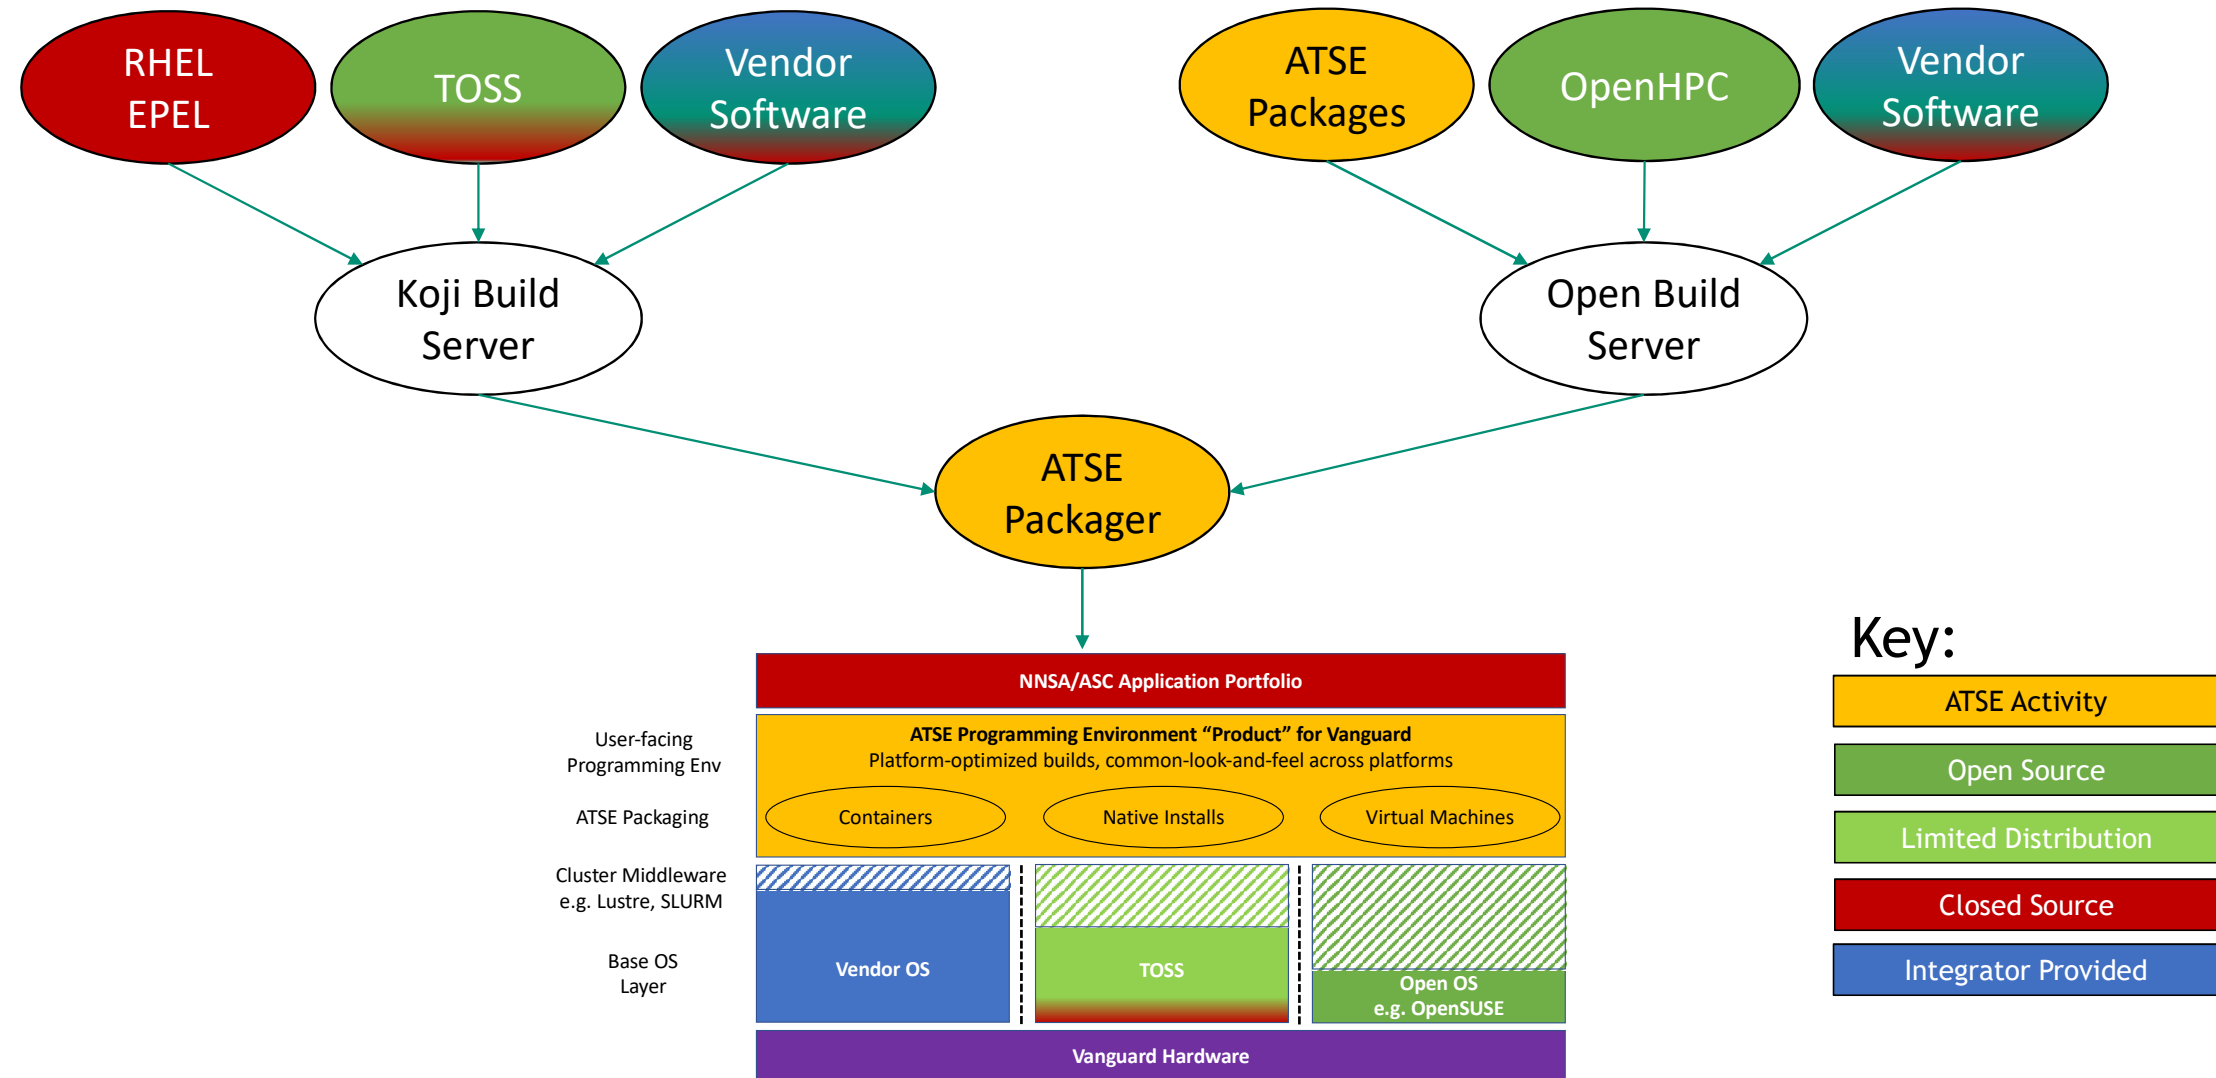 RHEL
EPEL
TOSS
Vendor
Software
ATSE
Packages
OpenHPC
Vendor
Software
Koji Build
Server
Open Build
Server
ATSE
Packager
Key:
ATSE Activity
Open Source
Limited Distribution
Closed Source
Integrator Provided
NNSA/ASC Application Portfolio
User-facing
Programming Env
ATSE Programming Environment “Product” for Vanguard
Platform-optimized builds, common-look-and-feel across platforms
ATSE Packaging
Containers
Native Installs
Virtual Machines
Cluster Middleware
e.g. Lustre, SLURM
Base OS
Layer
Vendor OS
TOSS
Open OS
e.g. OpenSUSE
Vanguard Hardware